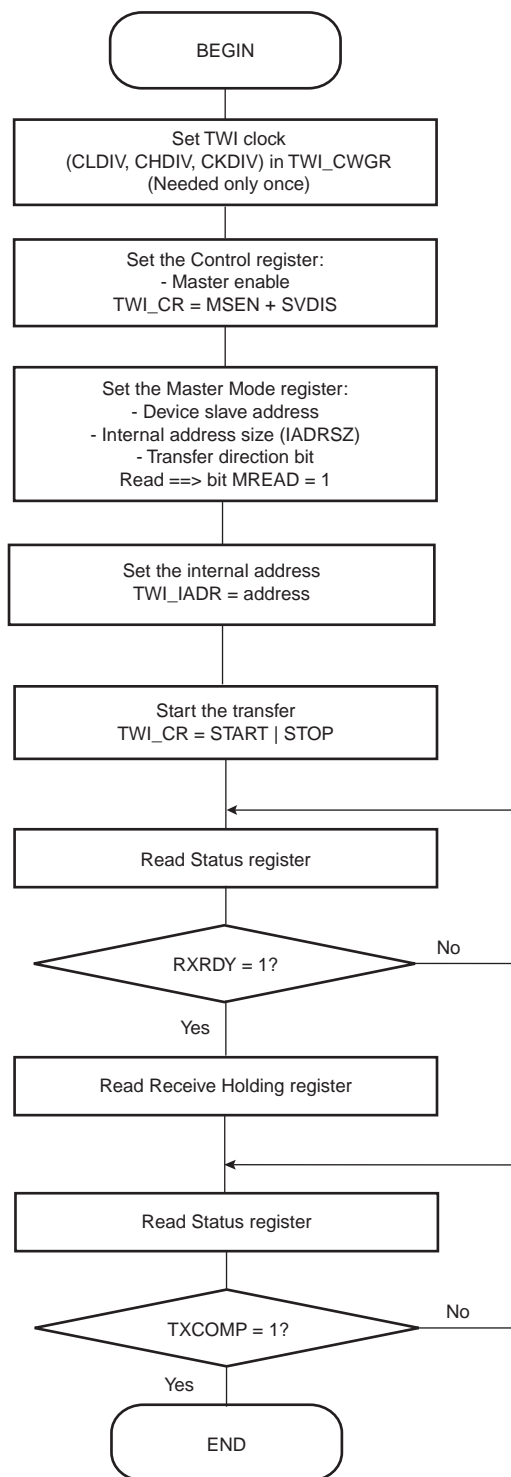 BEGIN
Set TWI clock
(CLDIV, CHDIV, CKDIV) in TWI_CWGR
(Needed only once)
Set the Control register:
- Master enable
TWI_CR = MSEN + SVDIS
Set the Master Mode register:
- Device slave address
- Internal address size (IADRSZ)
- Transfer direction bit
Read ==> bit MREAD = 1
Set the internal address
TWI_IADR = address
Start the transfer
TWI_CR = START | STOP
Read Status register
RXRDY = 1?
No
Yes
Read Receive Holding register
Read Status register
TXCOMP = 1?
No
Yes
END